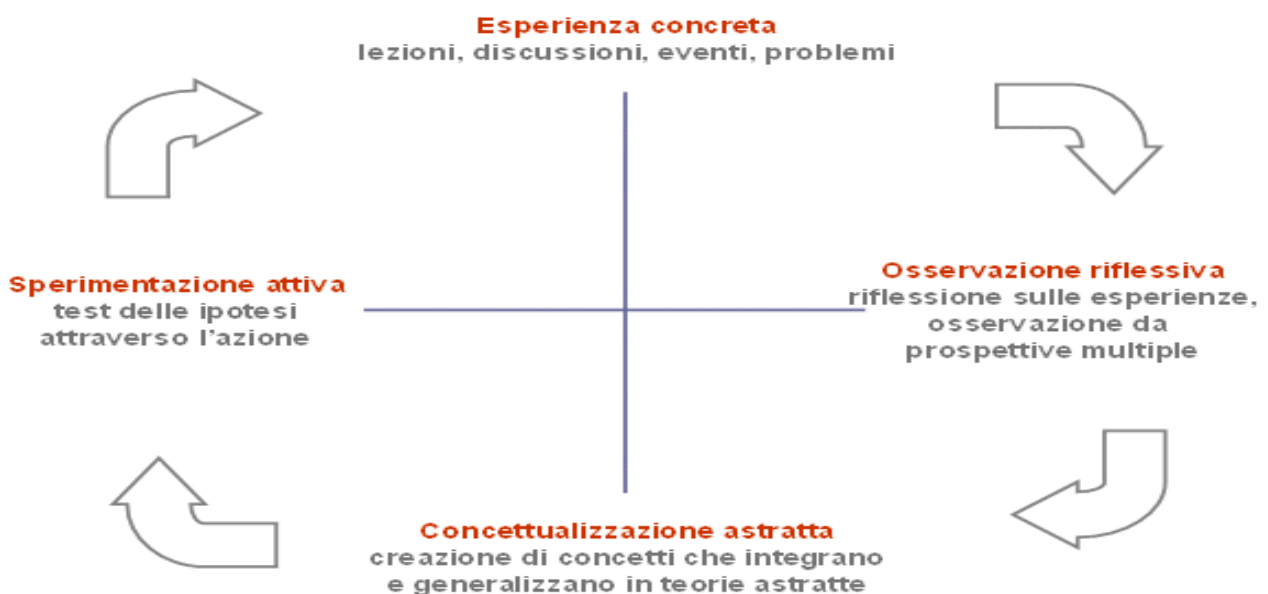 Esperienza concreta
lezioni, discussioni, eventi, problemi
Sperimentazione attiva
test delle ipotesi
attraverso l'azione
Osservazione riflessiva
riflessione sulle esperienze,
osservazione da
prospettive multiple
Concettualizzazione astratta
creazione di concetti che integrano
e generalizzano in teorie astratte